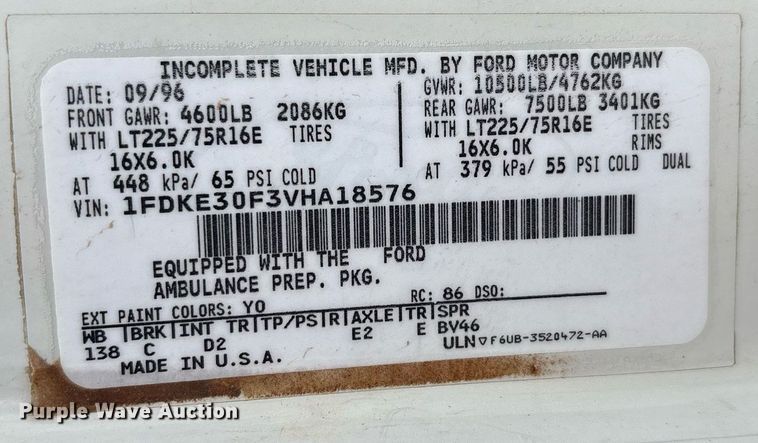 INCOMPLETE VEHICLE MFD. BY FORD MOTOR COMPANY
DATE: 09/96 GVWR: 10500LB/4762KG
FRONT GAWR: 4600LB 2086KG REAR GAWR: 7500LB 3401KG
WITH LT225/75R16E TIRES WITH LT225/75R16E TIRES
16X6.0K 16X6.0K RIMS
AT 448 kPa/ 65 PSI COLD AT 379 kPa/ 55 PSI COLD DUAL
VIN: 1FDKE30F3VHA18576
EQUIPPED WITH THE FORD
AMBULANCE PREP. PKG.
EXT PAINT COLORS: YO RC: 86 DSO:
WB |BRK|INT TR|TP/PS|R|AXLE|TR|SPR
138 C D2 E2 E BV46
MADE IN U.S.A. ULN ▽ F6UB-3520472-AA
Purple Wave Auction